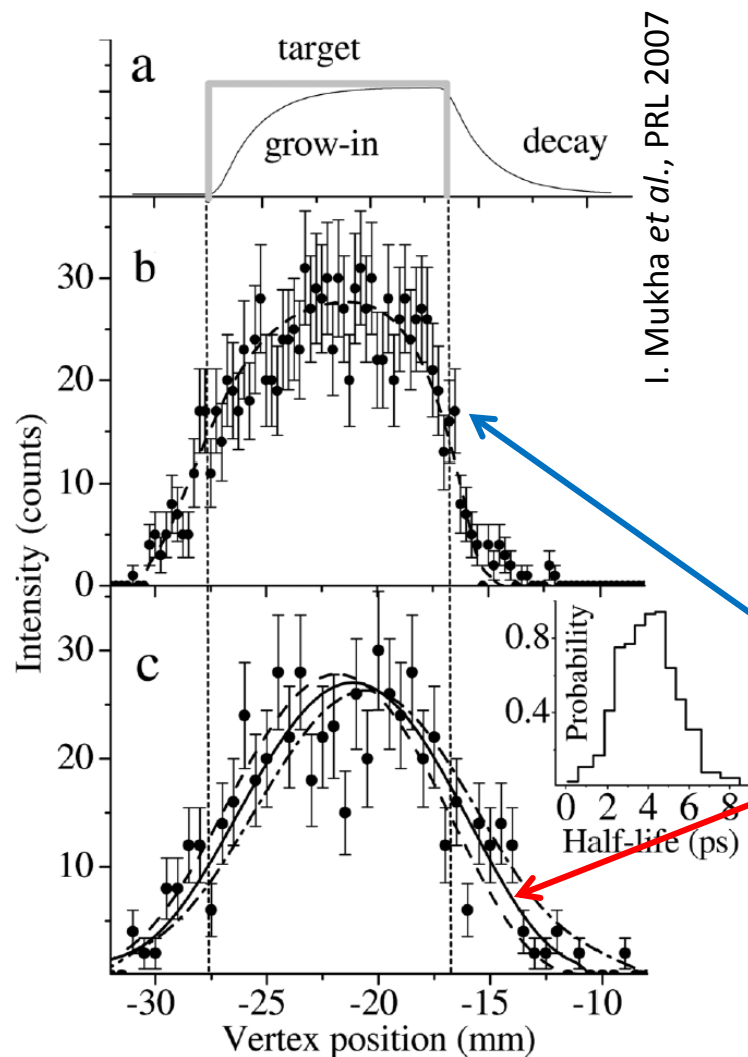 a
target
grow-in
decay
I. Mukha et al., PRL 2007
b
30
20
10
0
Intensity (counts)
c
30
20
10
0.8
0.4
Probability
0 2 4 6 8
Half-life (ps)
-30 -25 -20 -15 -10
Vertex position (mm)